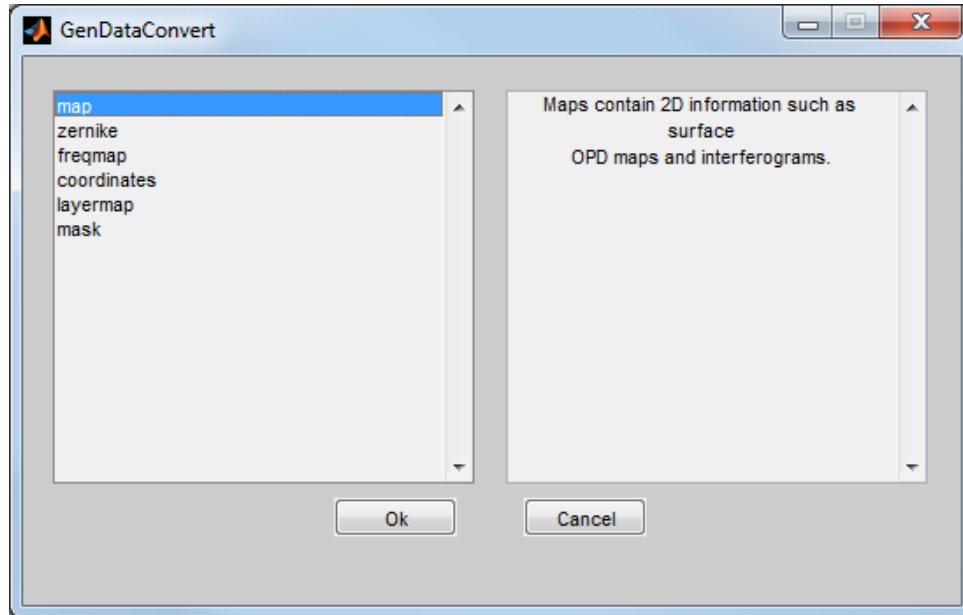 GenDataConvert
map
zernike
freqmap
coordinates
layermap
mask
Maps contain 2D information such as
surface
OPD maps and interferograms.
Ok
Cancel